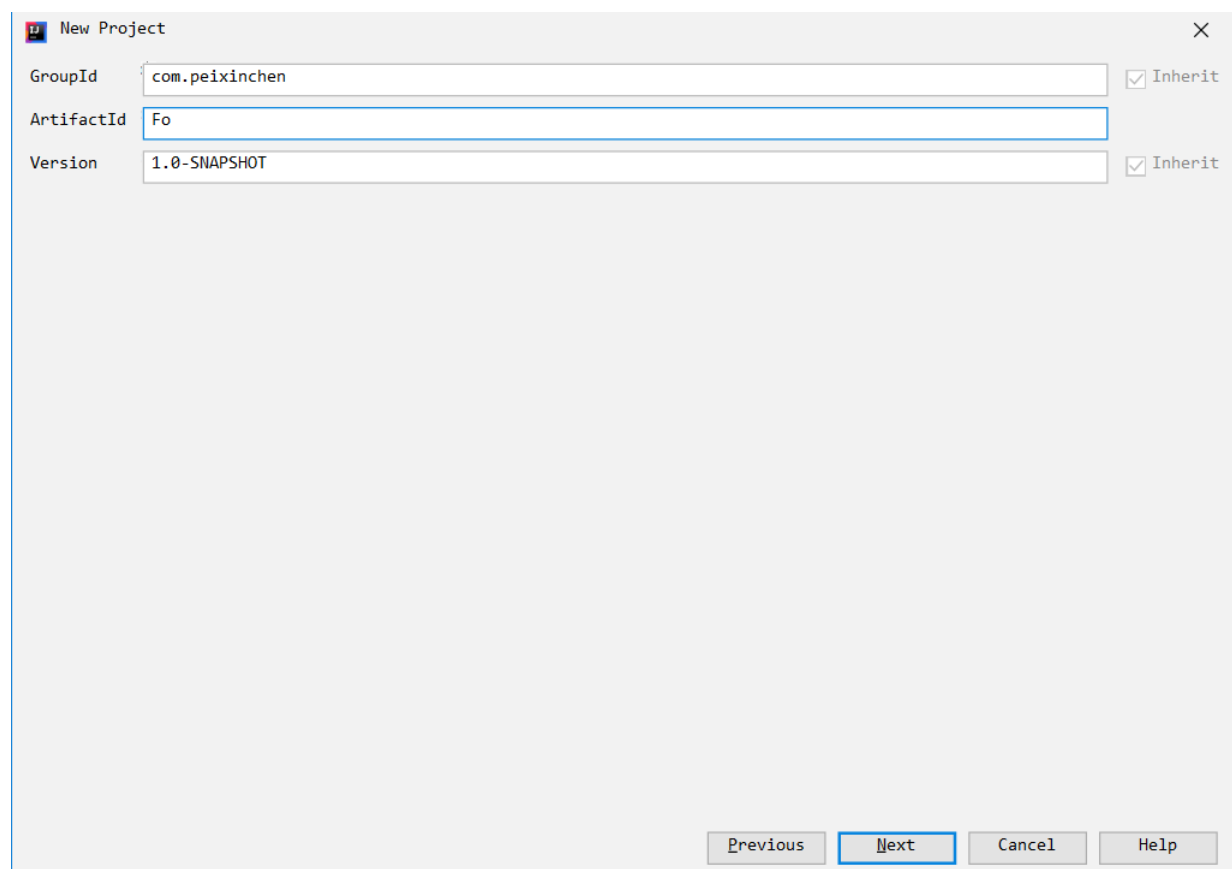 New Project
GroupId com.peixinchen Inherit
ArtifactId Fo
Version 1.0-SNAPSHOT Inherit
Previous Next Cancel Help